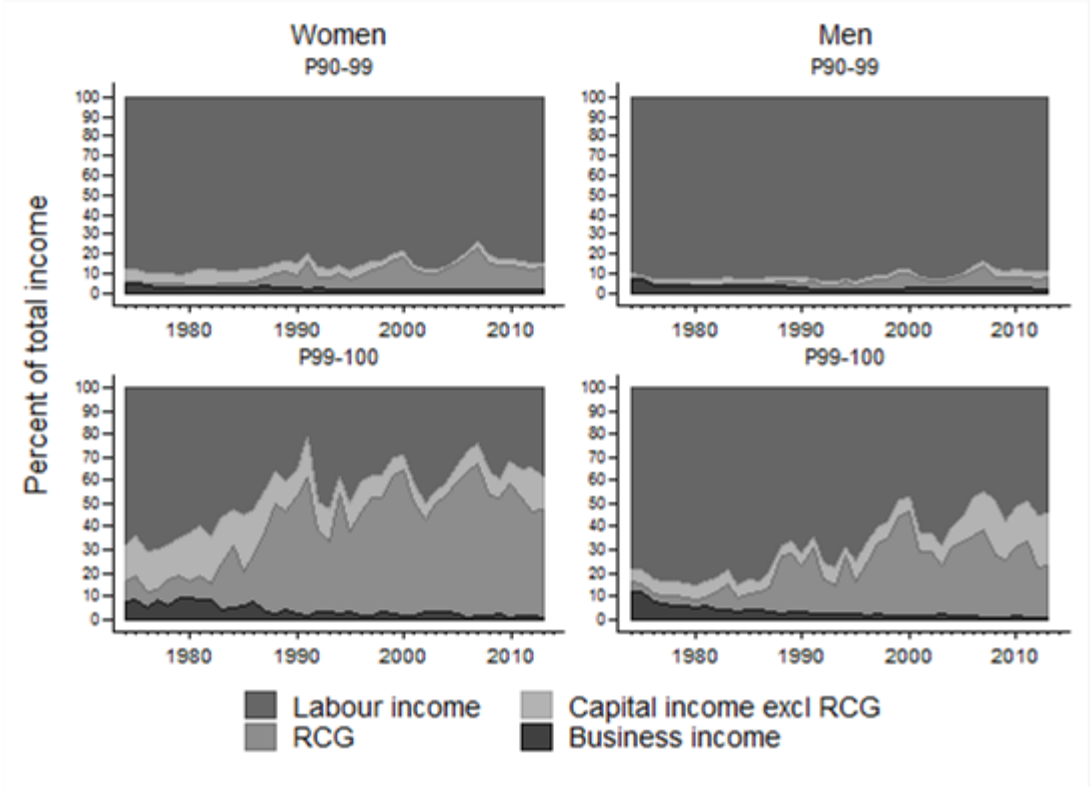 Women
Men
P90-99
P90-99
Percent of total income
100
90
80
70
60
50
40
30
20
10
0
1980 1990 2000 2010
100
90
80
70
60
50
40
30
20
10
0
1980 1990 2000 2010
P99-100
P99-100
100
90
80
70
60
50
40
30
20
10
0
1980 1990 2000 2010
100
90
80
70
60
50
40
30
20
10
0
1980 1990 2000 2010
Labour income
Capital income excl RCG
RCG
Business income